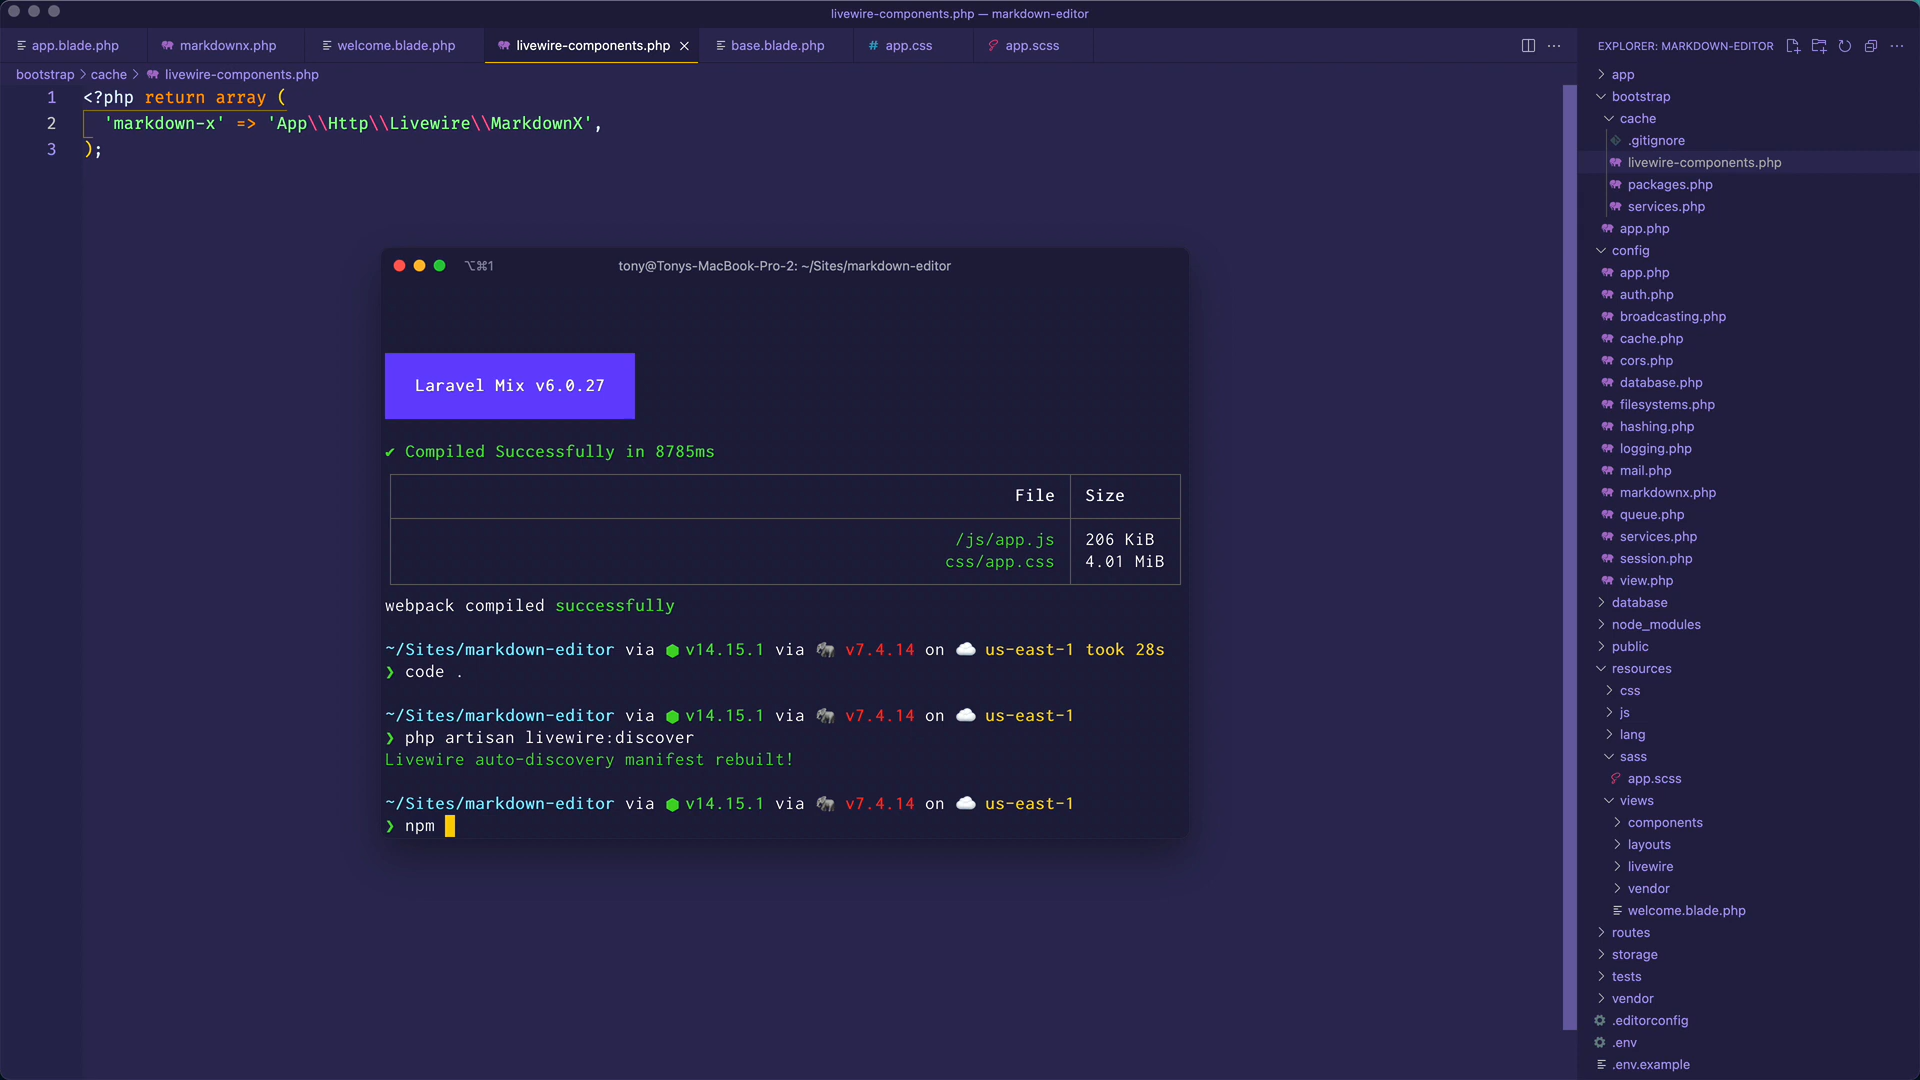 livewire-components.php — markdown-editor
app.blade.php
markdownx.php
welcome.blade.php
livewire-components.php
base.blade.php
# app.css
app.scss
bootstrap > cache > livewire-components.php
1 <?php return array (
2 'markdown-x' => 'App\\Http\\Livewire\\MarkdownX',
3 );
⌥⌘1
tony@Tonys-MacBook-Pro-2: ~/Sites/markdown-editor
Laravel Mix v6.0.27
✔ Compiled Successfully in 8785ms
File Size
/js/app.js 206 KiB
css/app.css 4.01 MiB
webpack compiled successfully
~/Sites/markdown-editor via v14.15.1 via v7.4.14 on us-east-1 took 28s
❯ code .
~/Sites/markdown-editor via v14.15.1 via v7.4.14 on us-east-1
❯ php artisan livewire:discover
Livewire auto-discovery manifest rebuilt!
~/Sites/markdown-editor via v14.15.1 via v7.4.14 on us-east-1
❯ npm
EXPLORER: MARKDOWN-EDITOR
app
bootstrap
cache
.gitignore
livewire-components.php
packages.php
services.php
app.php
config
app.php
auth.php
broadcasting.php
cache.php
cors.php
database.php
filesystems.php
hashing.php
logging.php
mail.php
markdownx.php
queue.php
services.php
session.php
view.php
database
node_modules
public
resources
css
js
lang
sass
app.scss
views
components
layouts
livewire
vendor
welcome.blade.php
routes
storage
tests
vendor
.editorconfig
.env
.env.example